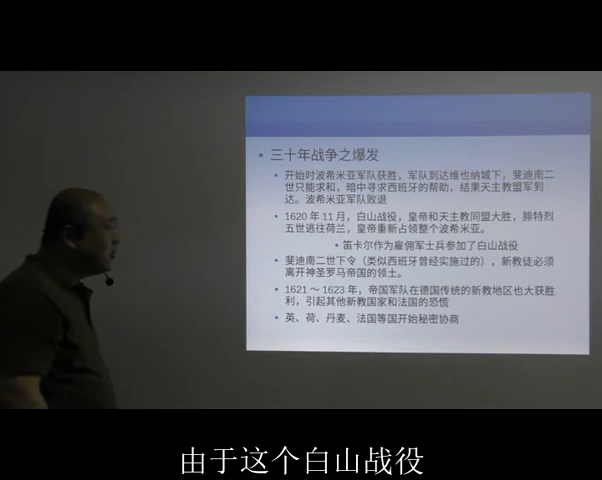 三十年战争之爆发
开始时波希米亚军队获胜，军队到达维也纳城下，斐迪南二
世只能求和，暗中寻求西班牙的帮助，结果天主教盟军到
达。波希米亚军队败退
1620 年 11 月，白山战役，皇帝和天主教同盟大胜，腓特烈
五世逃往荷兰，皇帝重新占领整个波希米亚。
笛卡尔作为雇佣军士兵参加了白山战役
斐迪南二世下令（类似西班牙曾经实施过的），新教徒必须
离开神圣罗马帝国的领土。
1621 ～ 1623 年，帝国军队在德国传统的新教地区也大获胜
利，引起其他新教国家和法国的恐慌
英、荷、丹麦、法国等国开始秘密协商
由于这个白山战役